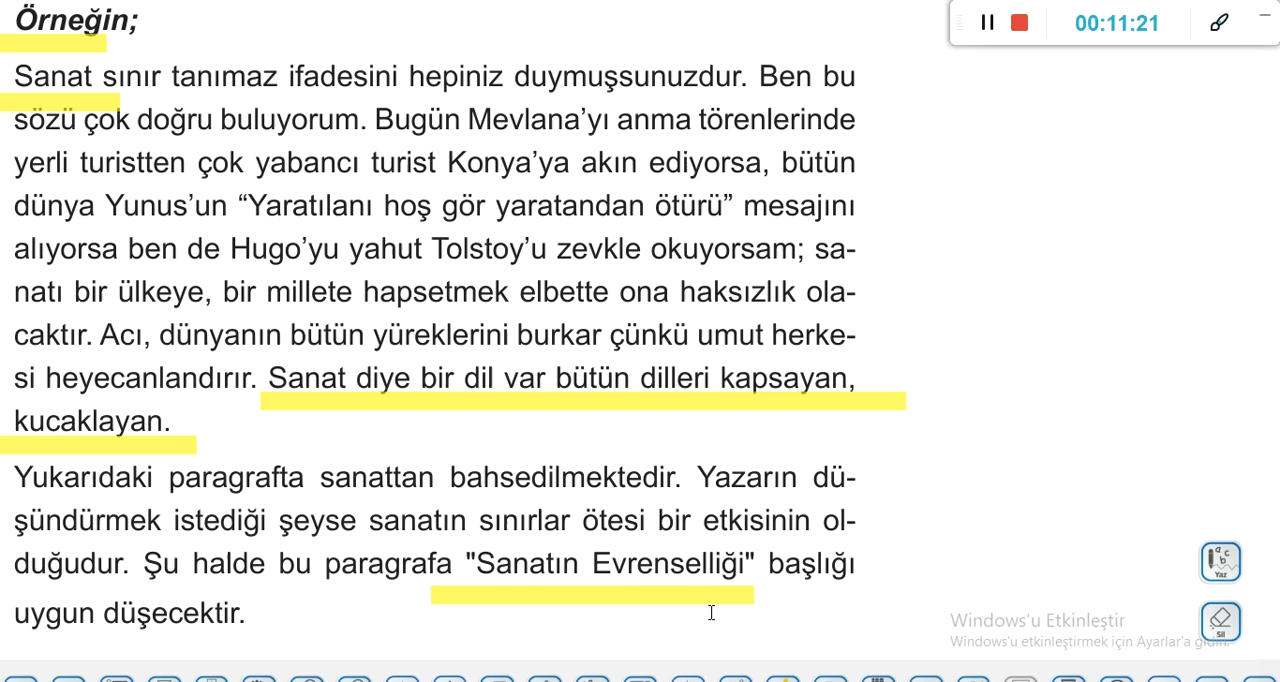 Örneğin;
00:11:21
Sanat sınır tanımaz ifadesini hepiniz duymuşsunuzdur. Ben bu
sözü çok doğru buluyorum. Bugün Mevlana’yı anma törenlerinde
yerli turistten çok yabancı turist Konya’ya akın ediyorsa, bütün
dünya Yunus’un “Yaratılanı hoş gör yaratandan ötürü” mesajını
alıyorsa ben de Hugo’yu yahut Tolstoy’u zevkle okuyorsam; sa-
natı bir ülkeye, bir millete hapsetmek elbette ona haksızlık ola-
caktır. Acı, dünyanın bütün yüreklerini burkar çünkü umut herke-
si heyecanlandırır. Sanat diye bir dil var bütün dilleri kapsayan,
kucaklayan.
Yukarıdaki paragrafta sanattan bahsedilmektedir. Yazarın dü-
şündürmek istediği şeyse sanatın sınırlar ötesi bir etkisinin ol-
duğudur. Şu halde bu paragrafa "Sanatın Evrenselliği" başlığı
uygun düşecektir.
a c
b
Yaz
Sil
Windows'u Etkinleştir
Windows'u etkinleştirmek için Ayarlar'a gidin.